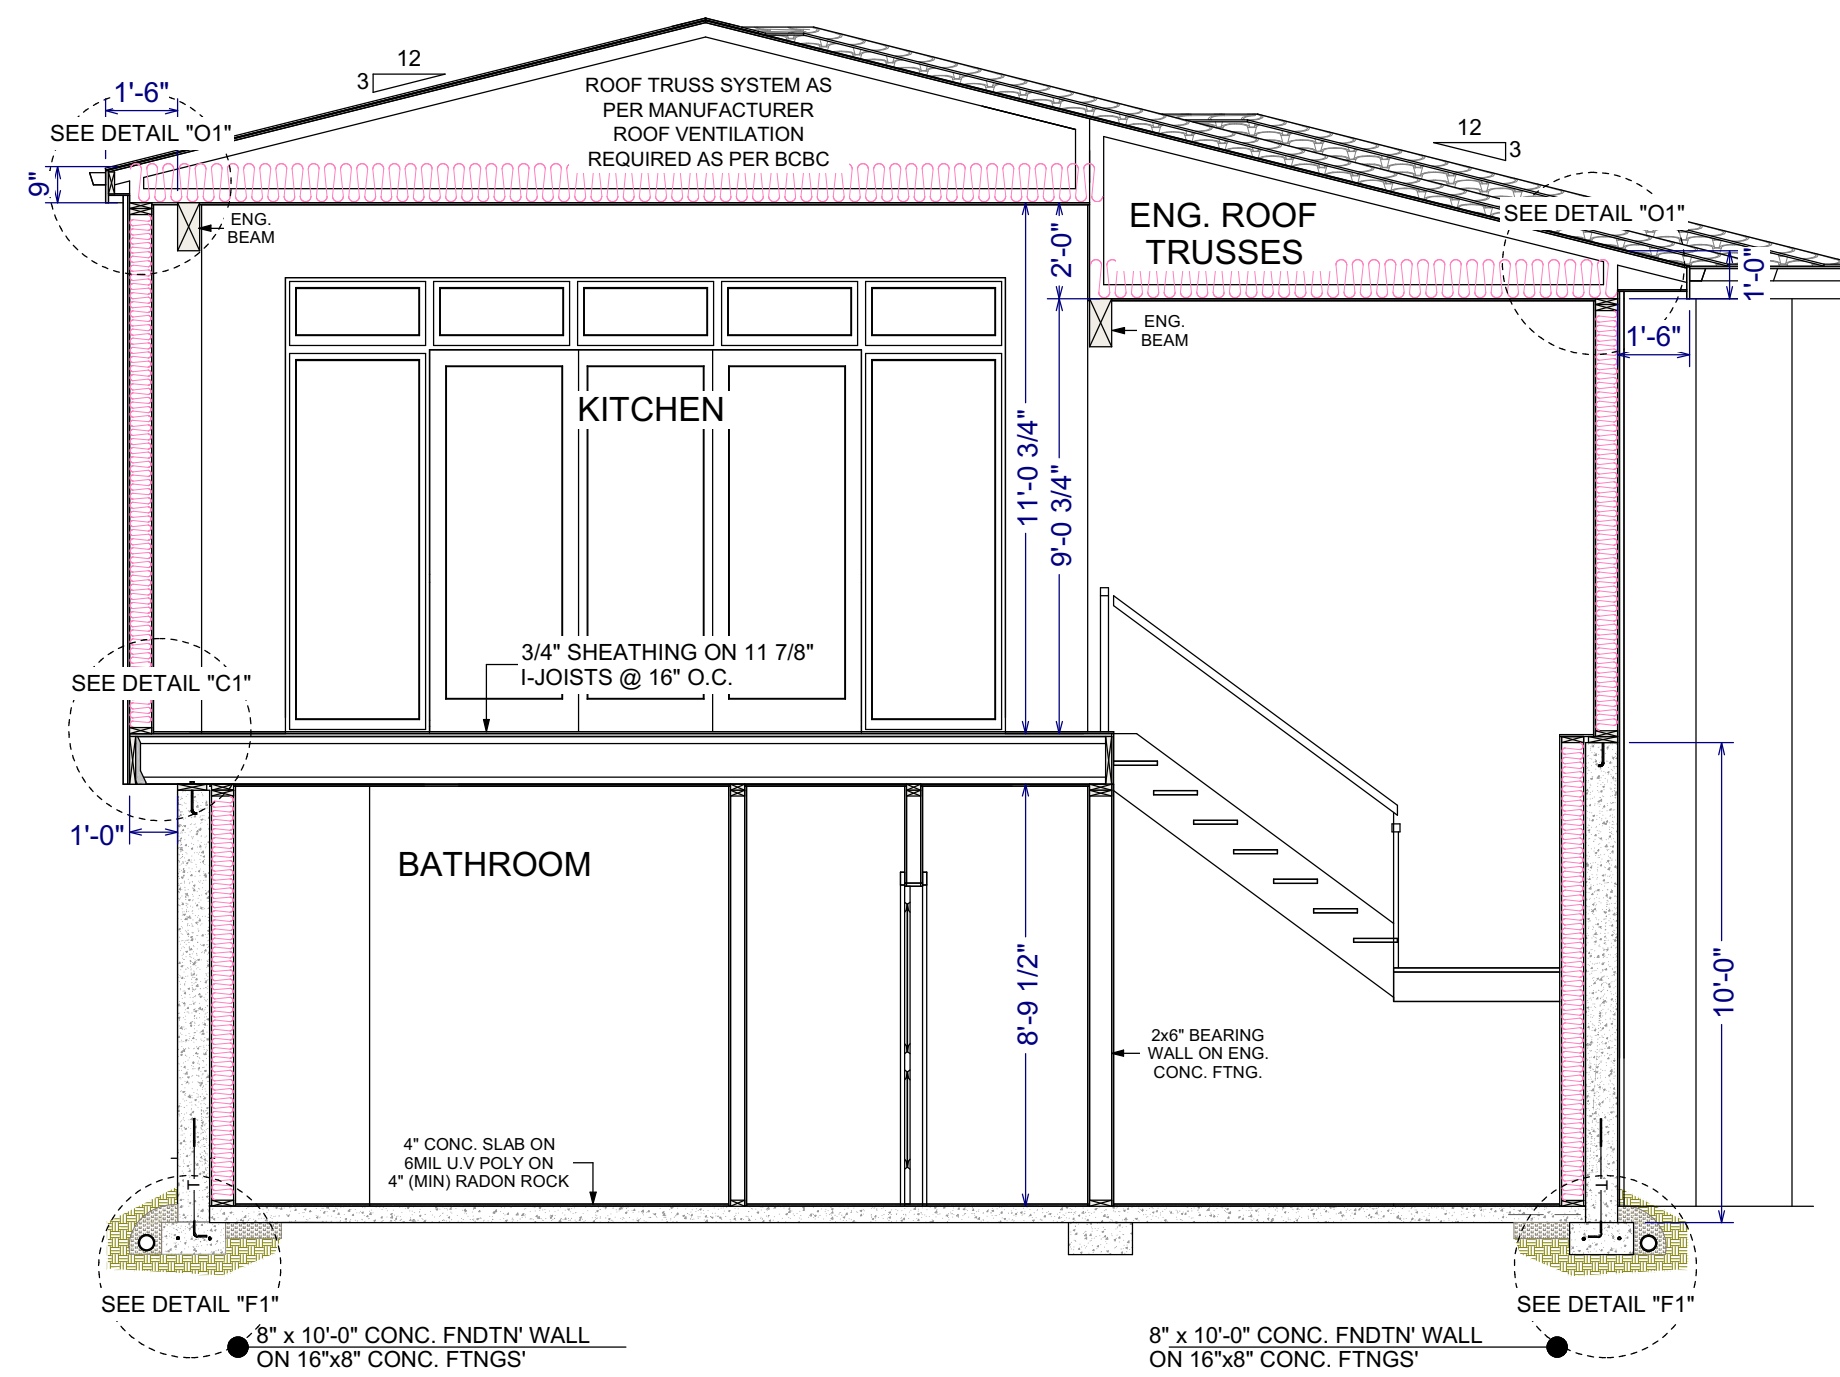 12
3
1'-6"
SEE DETAIL "O1"
9"
ROOF TRUSS SYSTEM AS
PER MANUFACTURER
ROOF VENTILATION
REQUIRED AS PER BCBC
12
3
ENG.
BEAM
2'-0"
ENG. ROOF
TRUSSES
SEE DETAIL "O1"
1'-0"
1'-6"
ENG.
BEAM
KITCHEN
11'-0 3/4"
9'-0 3/4"
3/4" SHEATHING ON 11 7/8"
I-JOISTS @ 16" O.C.
SEE DETAIL "C1"
1'-0"
BATHROOM
8'-9 1/2"
10'-0"
2x6" BEARING
WALL ON ENG.
CONC. FTNG.
4" CONC. SLAB ON
6MIL U.V POLY ON
4" (MIN) RADON ROCK
SEE DETAIL "F1"
8" x 10'-0" CONC. FNDTN' WALL
ON 16"x8" CONC. FTNGS'
SEE DETAIL "F1"
8" x 10'-0" CONC. FNDTN' WALL
ON 16"x8" CONC. FTNGS'